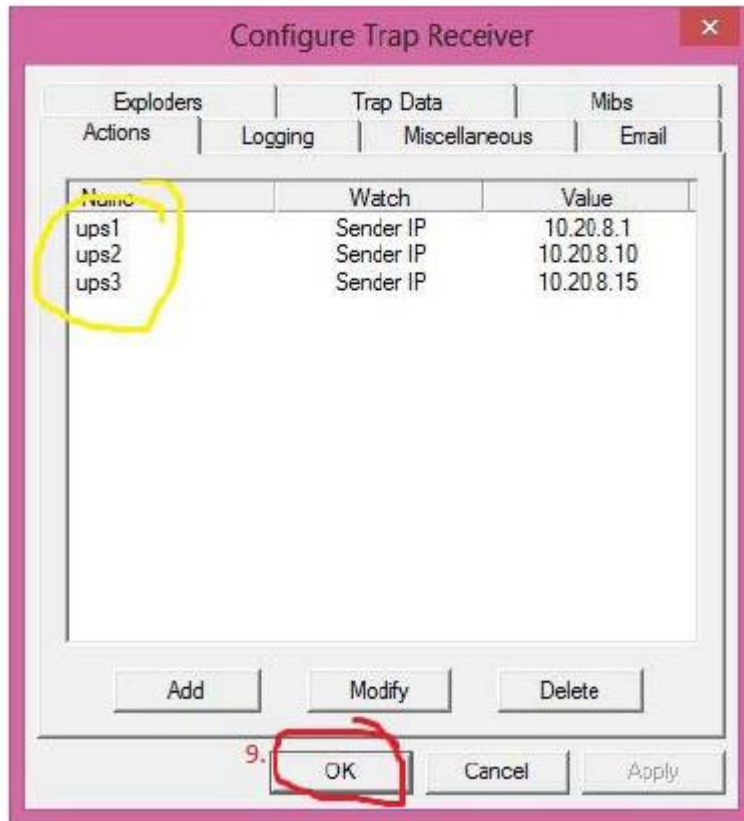 Configure Trap Receiver
Exploders Trap Data Mibs
Actions Logging Miscellaneous Email
Name Watch Value
ups1 Sender IP 10.20.8.1
ups2 Sender IP 10.20.8.10
ups3 Sender IP 10.20.8.15
Add Modify Delete
9. OK Cancel Apply